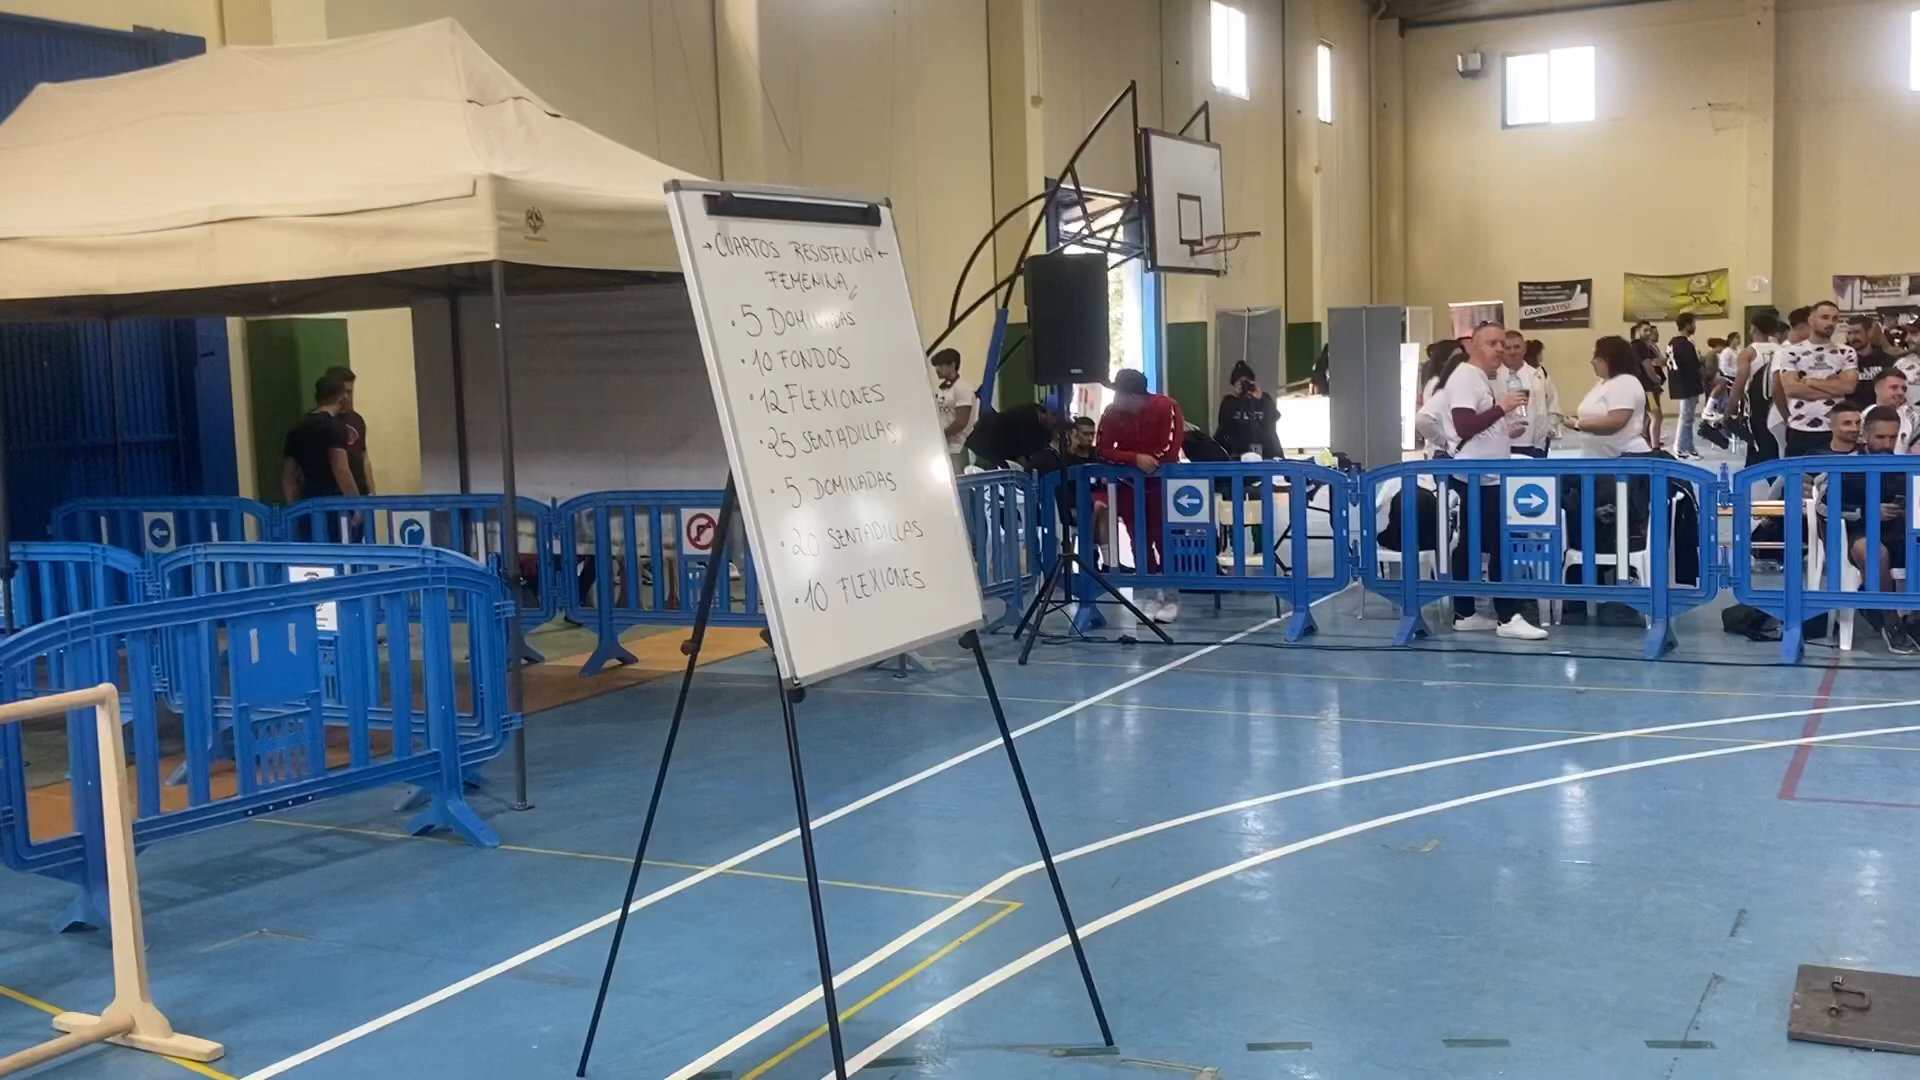 →CUARTOS RESISTENCIA←
FEMENINA
· 5 DOMINADAS
· 10 FONDOS
· 12 FLEXIONES
· 25 SENTADILLAS
· 5 DOMINADAS
· 20 SENTADILLAS
· 10 FLEXIONES